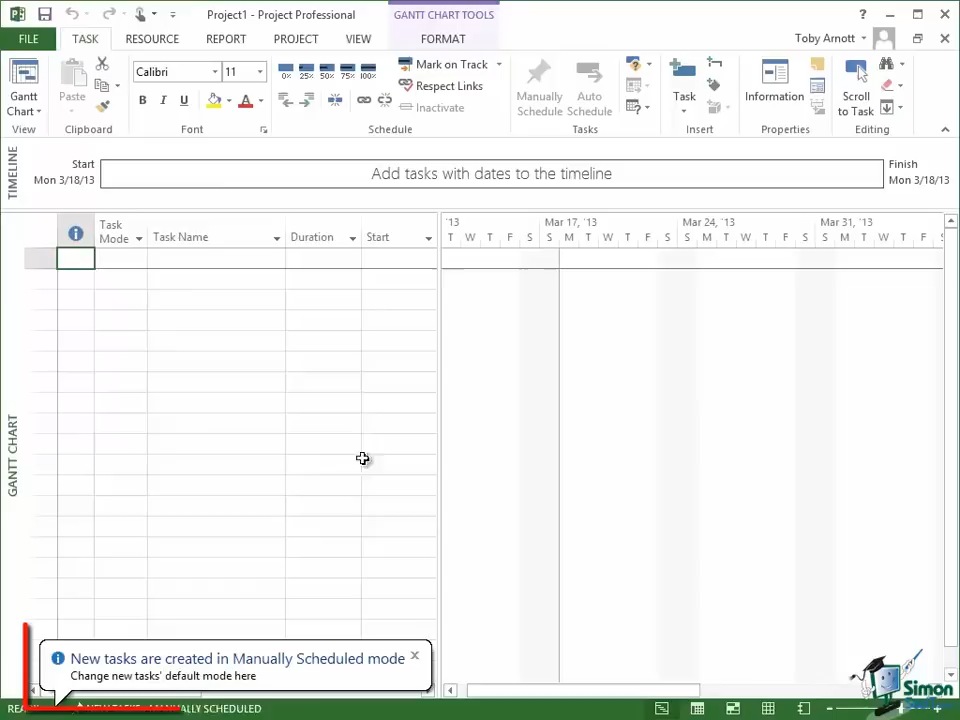 Project1 - Project Professional
GANTT CHART TOOLS
?
FILE
TASK
RESOURCE
REPORT
PROJECT
VIEW
FORMAT
Toby Arnott
Gantt
Chart
View
Paste
Clipboard
Calibri
11
B I U
A
Font
0% 25% 50% 75% 100%
Mark on Track
Respect Links
Inactivate
Schedule
Manually
Schedule
Auto
Schedule
Tasks
Task
Insert
Information
Properties
Scroll
to Task
Editing
TIMELINE
Start
Mon 3/18/13
Add tasks with dates to the timeline
Finish
Mon 3/18/13
Task
Mode
Task Name
Duration
Start
'13
Mar 17, '13
Mar 24, '13
Mar 31, '13
T W T F S S M T W T F S S M T W T F S S M T W T F S
GANTT CHART
New tasks are created in Manually Scheduled mode
Change new tasks' default mode here
MANUALLY SCHEDULED
Simon